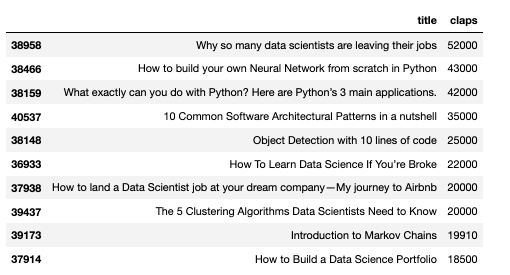 title claps
38958 Why so many data scientists are leaving their jobs 52000
38466 How to build your own Neural Network from scratch in Python 43000
38159 What exactly can you do with Python? Here are Python’s 3 main applications. 42000
40537 10 Common Software Architectural Patterns in a nutshell 35000
38148 Object Detection with 10 lines of code 25000
36933 How To Learn Data Science If You’re Broke 22000
37938 How to land a Data Scientist job at your dream company — My journey to Airbnb 20000
39437 The 5 Clustering Algorithms Data Scientists Need to Know 20000
39173 Introduction to Markov Chains 19910
37914 How to Build a Data Science Portfolio 18500